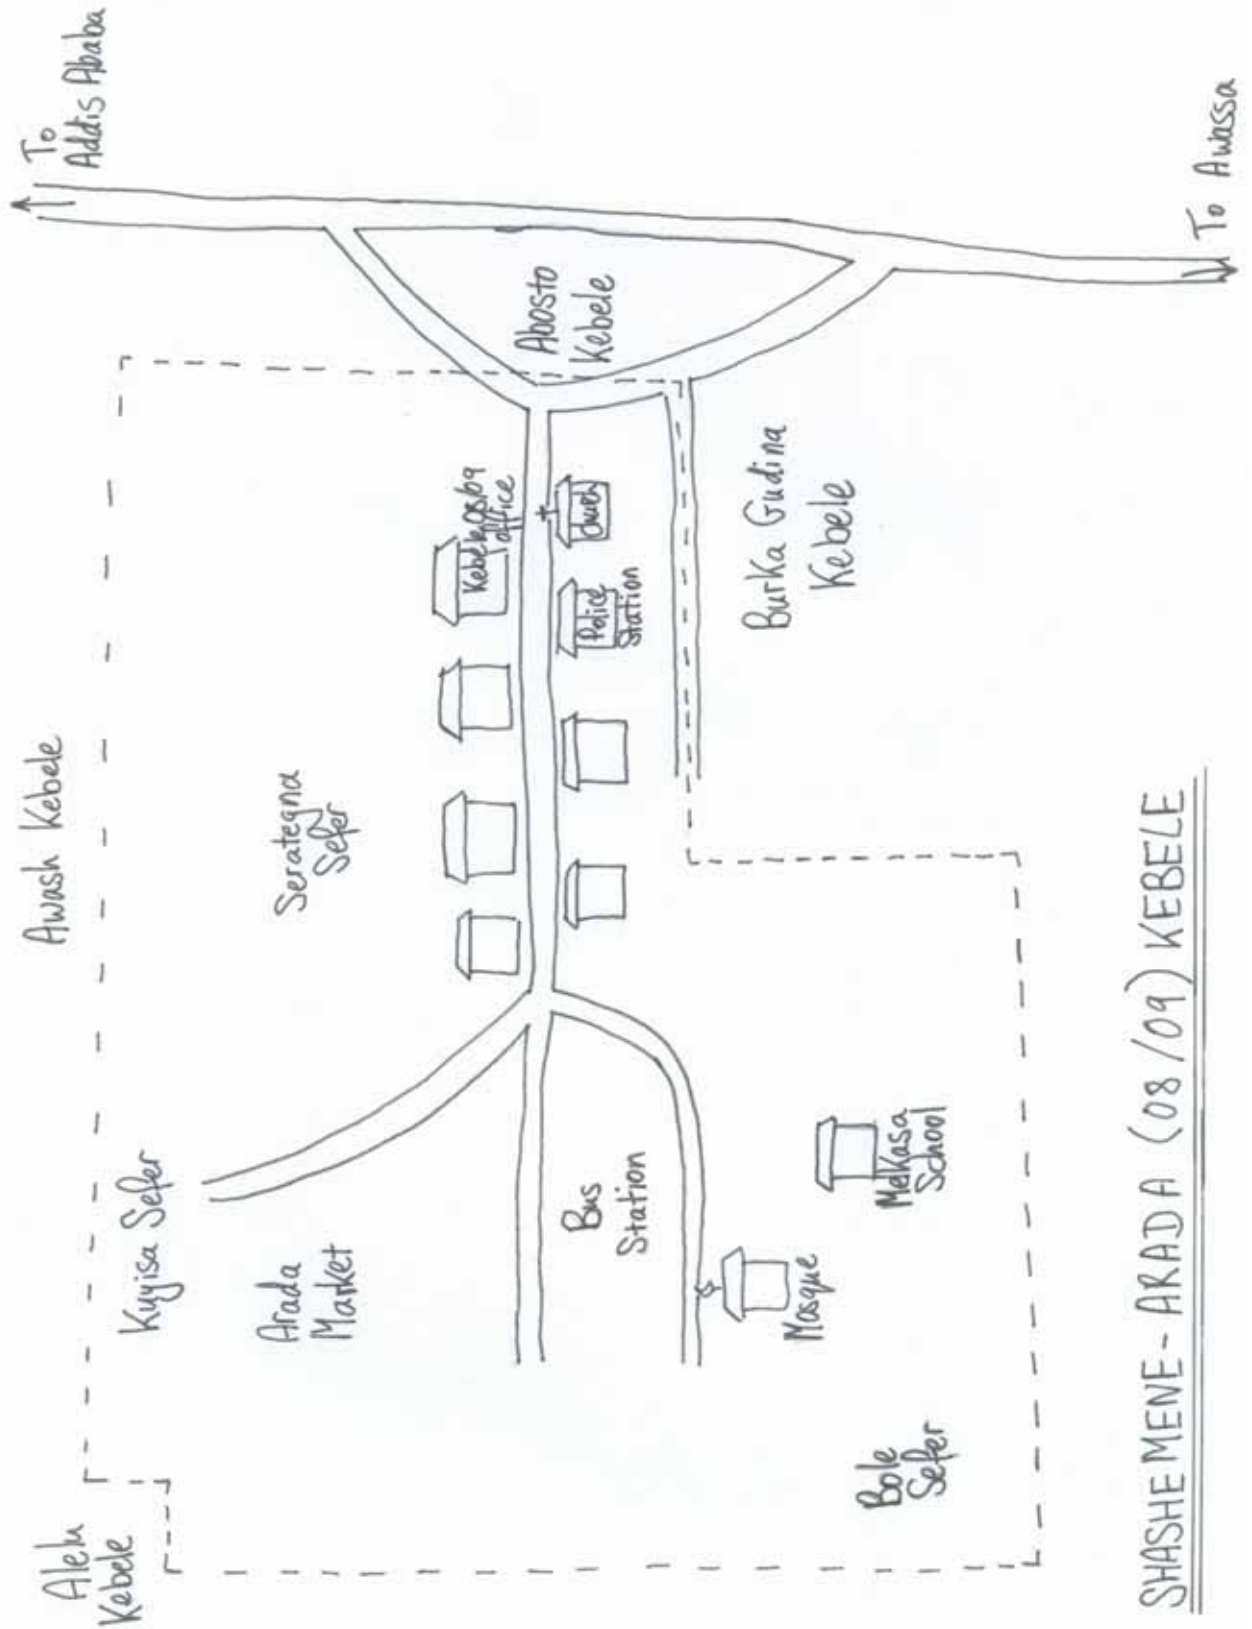 Alelu
Kebele
Awash Kebele
To
Addis Ababa
Kuyisa Sefer
Arada
Market
Serategna
Sefer
Kebele 08/09
office
Abosto
Kebele
Bus
Station
Police
Station
Church
Mosque
Burka Gudina
Kebele
Bole
Sefer
Melkasa
School
To Awassa
SHASHEMENE - ARADA (08/09) KEBELE